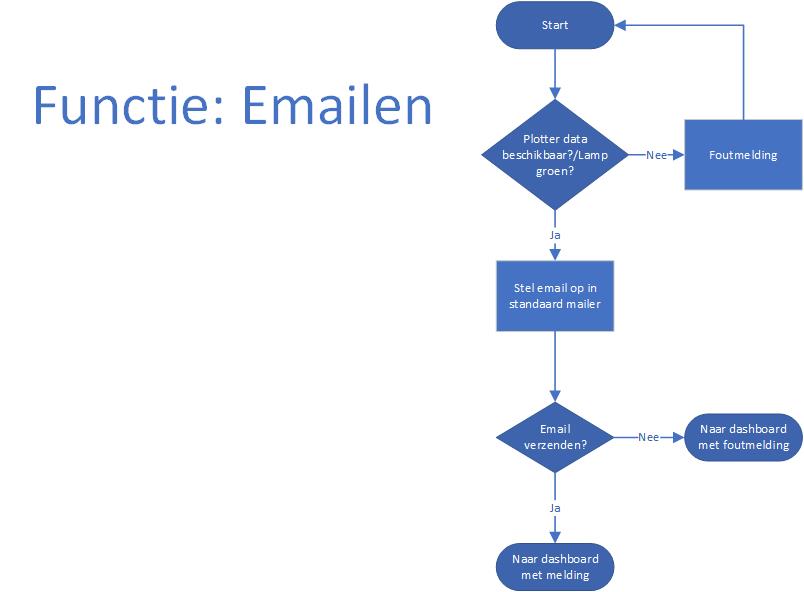 Start
Functie: Emailen
Plotter data
beschikbaar?/Lamp
groen?
Nee
Foutmelding
Ja
Stel email op in
standaard mailer
Email
verzenden?
Nee
Naar dashboard
met foutmelding
Ja
Naar dashboard
met melding